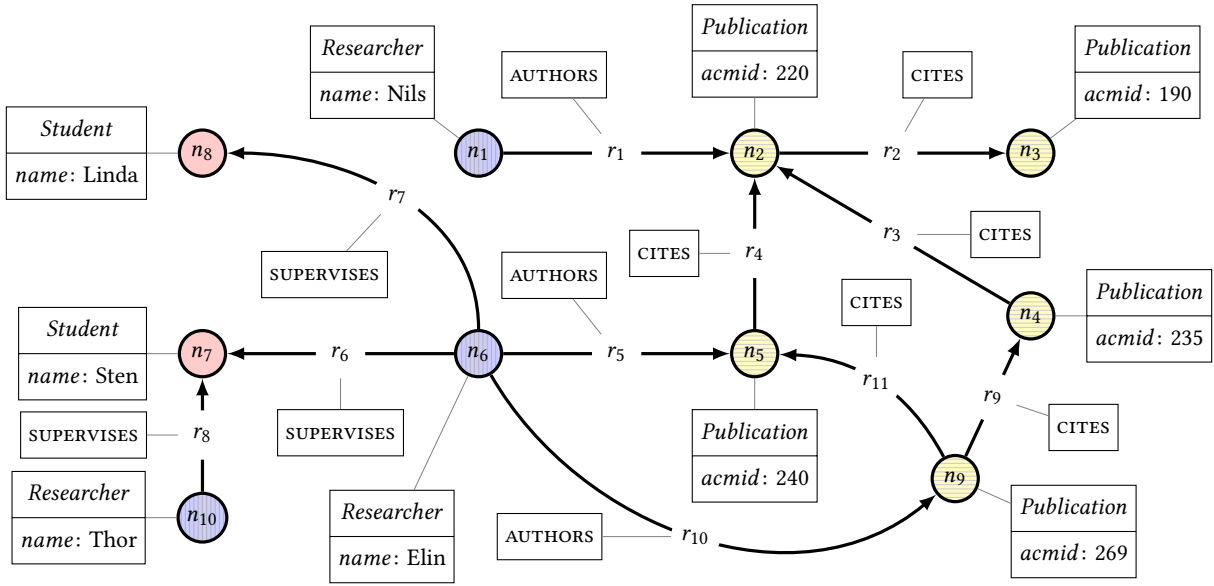 Researcher
name: Nils
AUTHORS
Publication
acmid: 220
CITES
Publication
acmid: 190
Student
name: Linda
n8
n1
r1
n2
r2
n3
r7
SUPERVISES
AUTHORS
CITES
r4
r3
CITES
CITES
Publication
acmid: 235
n4
Student
name: Sten
n7
r6
n6
r5
n5
r11
r9
SUPERVISES
r8
SUPERVISES
Publication
acmid: 240
CITES
n9
Researcher
name: Thor
n10
Researcher
name: Elin
AUTHORS
r10
Publication
acmid: 269